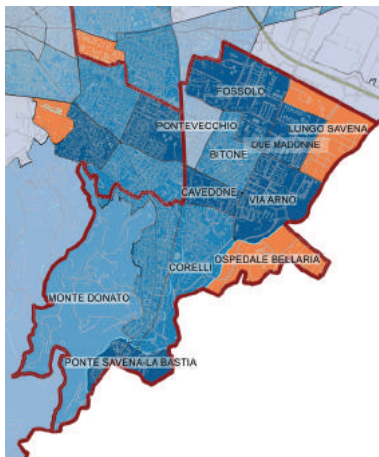 FOSSOLO
PONTEVECCHIO
LUNGO SAVENA
DUE MADONNE
BITONE
CAVEDONE
VIA ARNO
OSPEDALE BELLARIA
CORELLI
MONTE DONATO
PONTE SAVENA-LA BASTIA